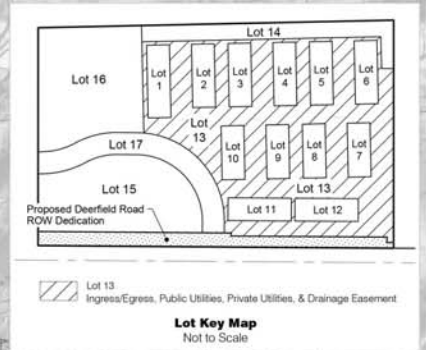 Lot 14
Lot 16
Lot
1
Lot
2
Lot
3
Lot
4
Lot
5
Lot
6
Lot
13
Lot 17
Lot
10
Lot
9
Lot
8
Lot
7
Lot 15
Lot 13
Proposed Deerfield Road
ROW Dedication
Lot 11
Lot 12
Lot 13
Ingress/Egress, Public Utilities, Private Utilities, & Drainage Easement
Lot Key Map
Not to Scale